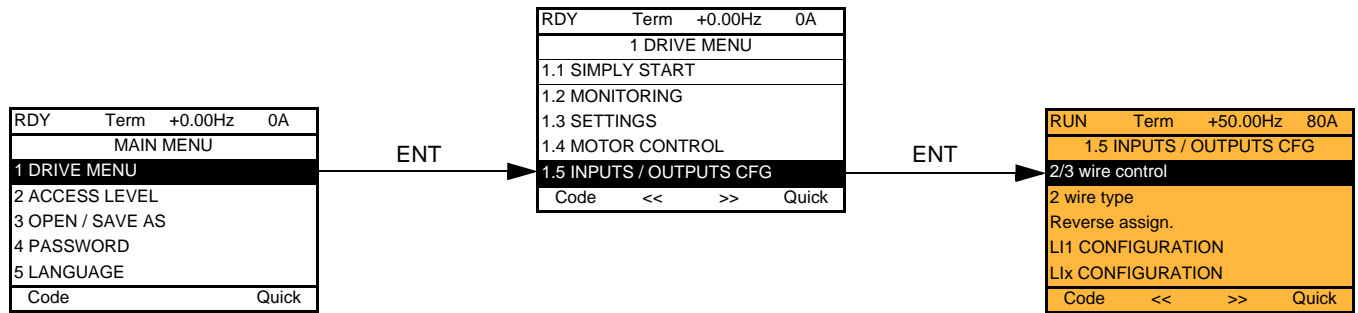 RDY Term +0.00Hz 0A
MAIN MENU
1 DRIVE MENU
2 ACCESS LEVEL
3 OPEN / SAVE AS
4 PASSWORD
5 LANGUAGE
Code Quick
ENT
RDY Term +0.00Hz 0A
1 DRIVE MENU
1.1 SIMPLY START
1.2 MONITORING
1.3 SETTINGS
1.4 MOTOR CONTROL
1.5 INPUTS / OUTPUTS CFG
Code << >> Quick
ENT
RUN Term +50.00Hz 80A
1.5 INPUTS / OUTPUTS CFG
2/3 wire control
2 wire type
Reverse assign.
LI1 CONFIGURATION
LIx CONFIGURATION
Code << >> Quick